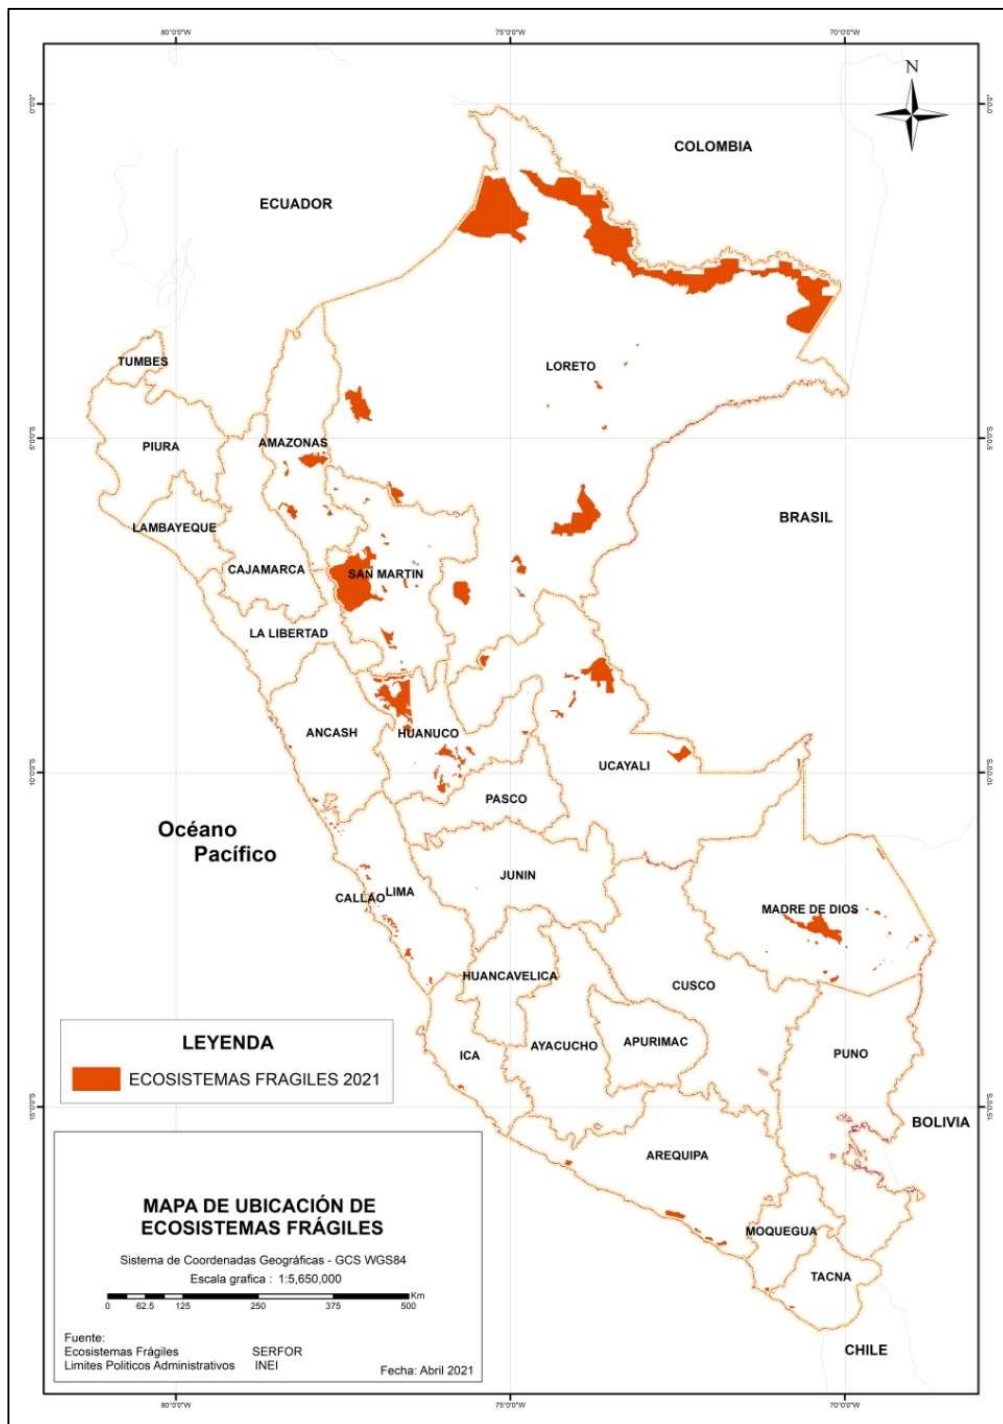 80°0'0"W 75°0'0"W 70°0'0"W
N
0°0'0" 0°0'0"
COLOMBIA
ECUADOR
TUMBES
LORETO
PIURA
AMAZONAS
5°0'0"S 5°0'0"S
LAMBAYEQUE
BRASIL
CAJAMARCA
SAN MARTIN
LA LIBERTAD
ANCASH
HUANUCO
UCAYALI
10°0'0"S 10°0'0"S
PASCO
Océano
Pacífico
JUNIN
CALLAO
LIMA
MADRE DE DIOS
HUANCAVELICA
CUSCO
LEYENDA
ECOSISTEMAS FRAGILES 2021
ICA
AYACUCHO
APURIMAC
PUNO
15°0'0"S 15°0'0"S
BOLIVIA
AREQUIPA
MOQUEGUA
TACNA
CHILE
MAPA DE UBICACIÓN DE
ECOSISTEMAS FRÁGILES
Sistema de Coordenadas Geográficas - GCS WGS84
Escala grafica : 1:5,650,000
Km
0 62.5 125 250 375 500
Fuente:
Ecosistemas Frágiles SERFOR
Limites Politicos Administrativos INEI
Fecha: Abril 2021
80°0'0"W 75°0'0"W 70°0'0"W